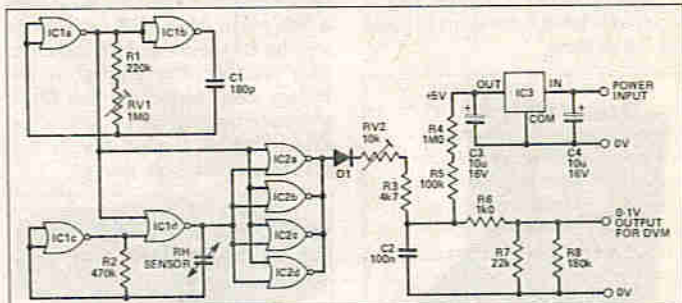 IC1a
IC1b
R1
220k
RV1
1M0
C1
180p
IC1c
R2
470k
IC1d
RH
SENSOR
IC2a
IC2b
IC2c
IC2d
D1
RV2
10k
R3
4k7
C2
100n
+5V
OUT
IC3
IN
COM
POWER
INPUT
C3
10u
16V
C4
10u
16V
0V
R4
1M0
R5
100k
R6
1k0
R7
22k
R8
180k
0-1V
OUTPUT
FOR DVM
0V